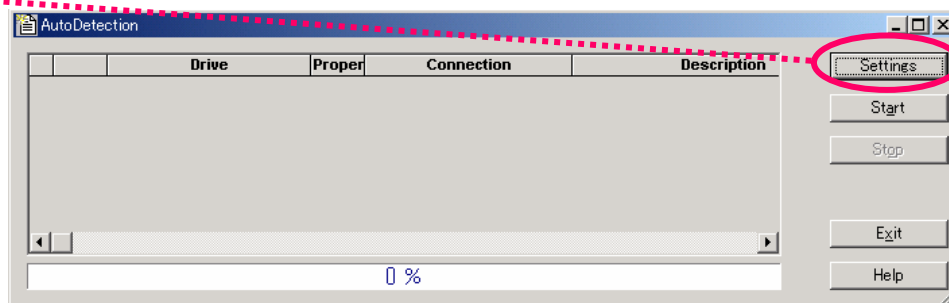 AutoDetection
Drive Proper Connection Description
Settings
Start
Stop
Exit
0 %
Help